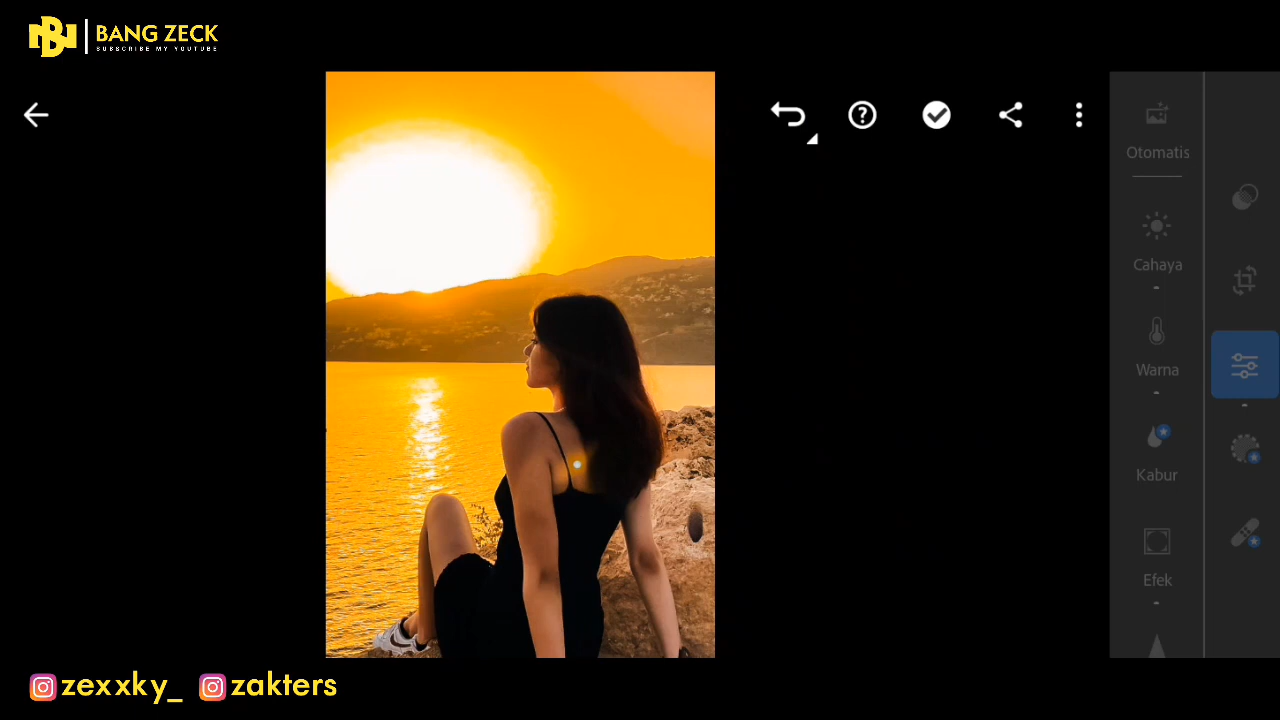 BANG ZECK
SUBSCRIBE MY YOUTUBE
Otomatis
Cahaya
Warna
Kabur
Efek
zexxky_ zakters